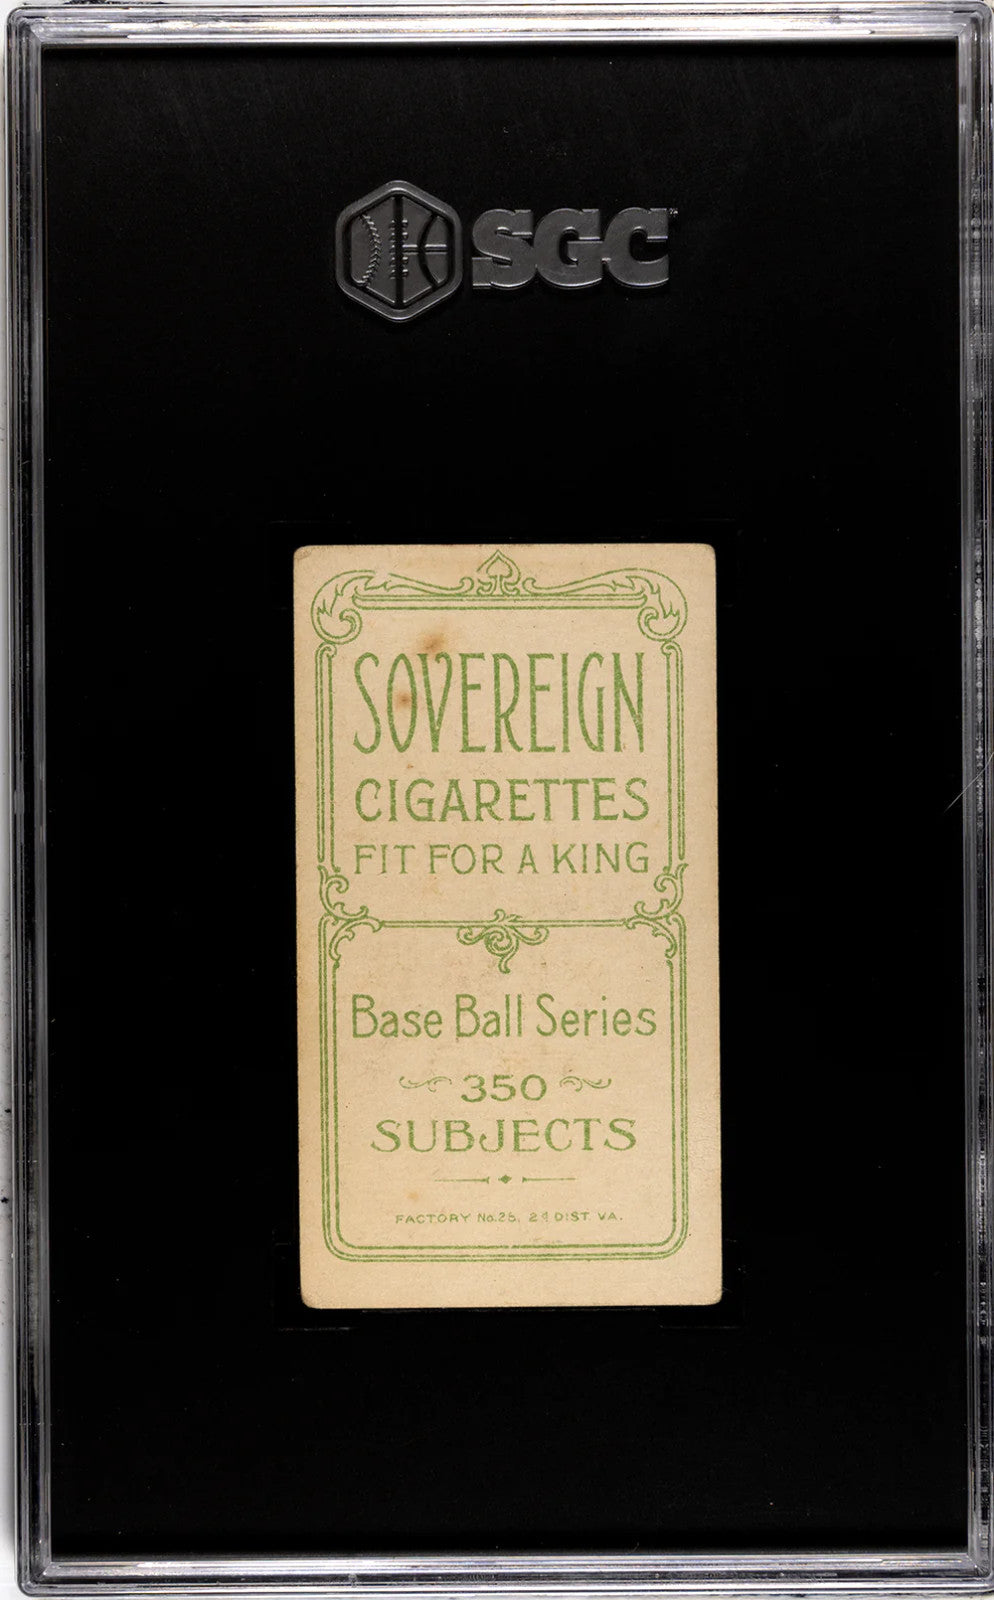 SGC
SOVEREIGN
CIGARETTES
FIT FOR A KING
Base Ball Series
350
SUBJECTS
FACTORY No.25, 2d DIST. VA.